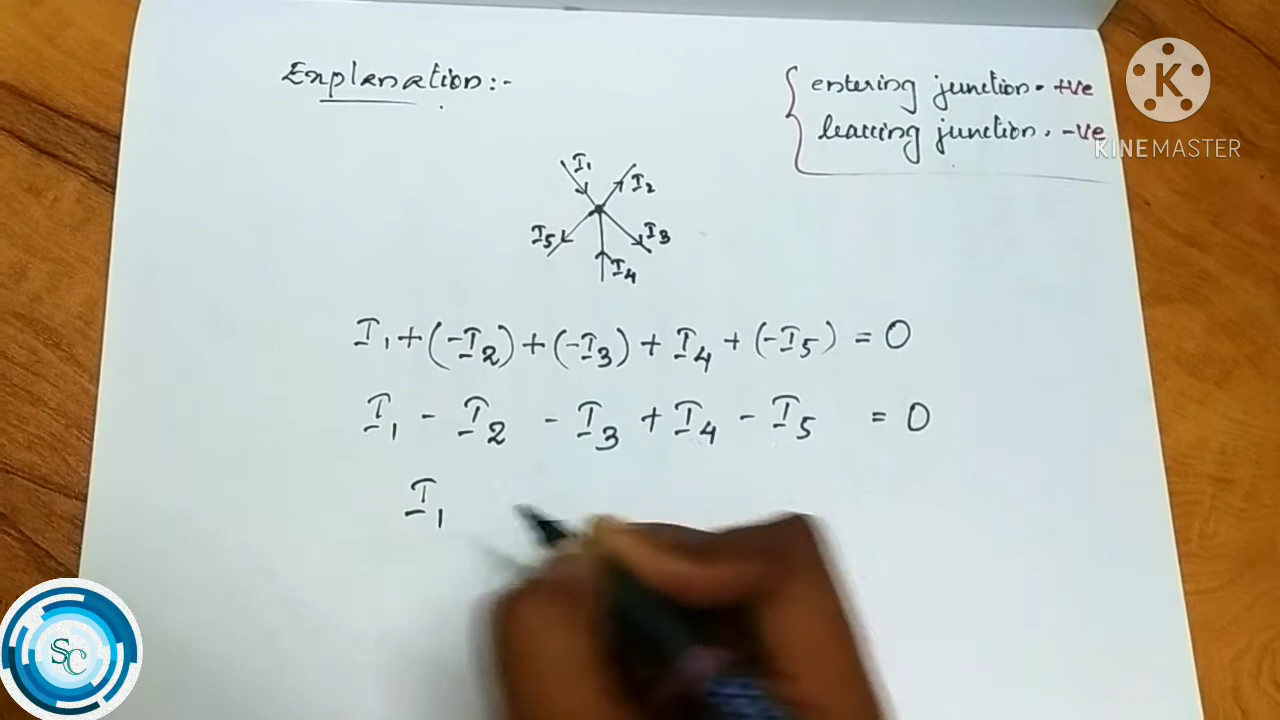 Explanation:-
entering junction - +ve
leaving junction - -ve
K
KINEMASTER
I₁
I₂
I₅
I₃
I₄
I₁ + (-I₂) + (-I₃) + I₄ + (-I₅) = 0
I₁ - I₂ - I₃ + I₄ - I₅ = 0
I₁
SC